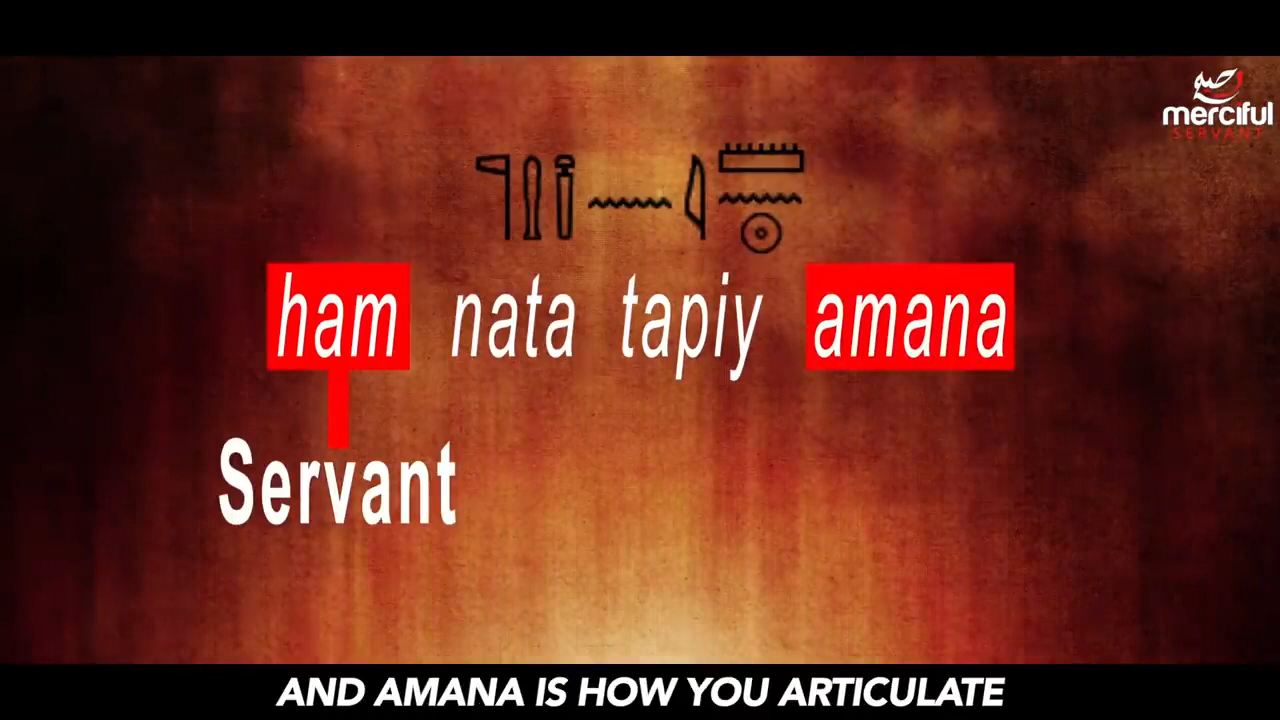 merciful
SERVANT
ham nata tapiy amana
Servant
AND AMANA IS HOW YOU ARTICULATE